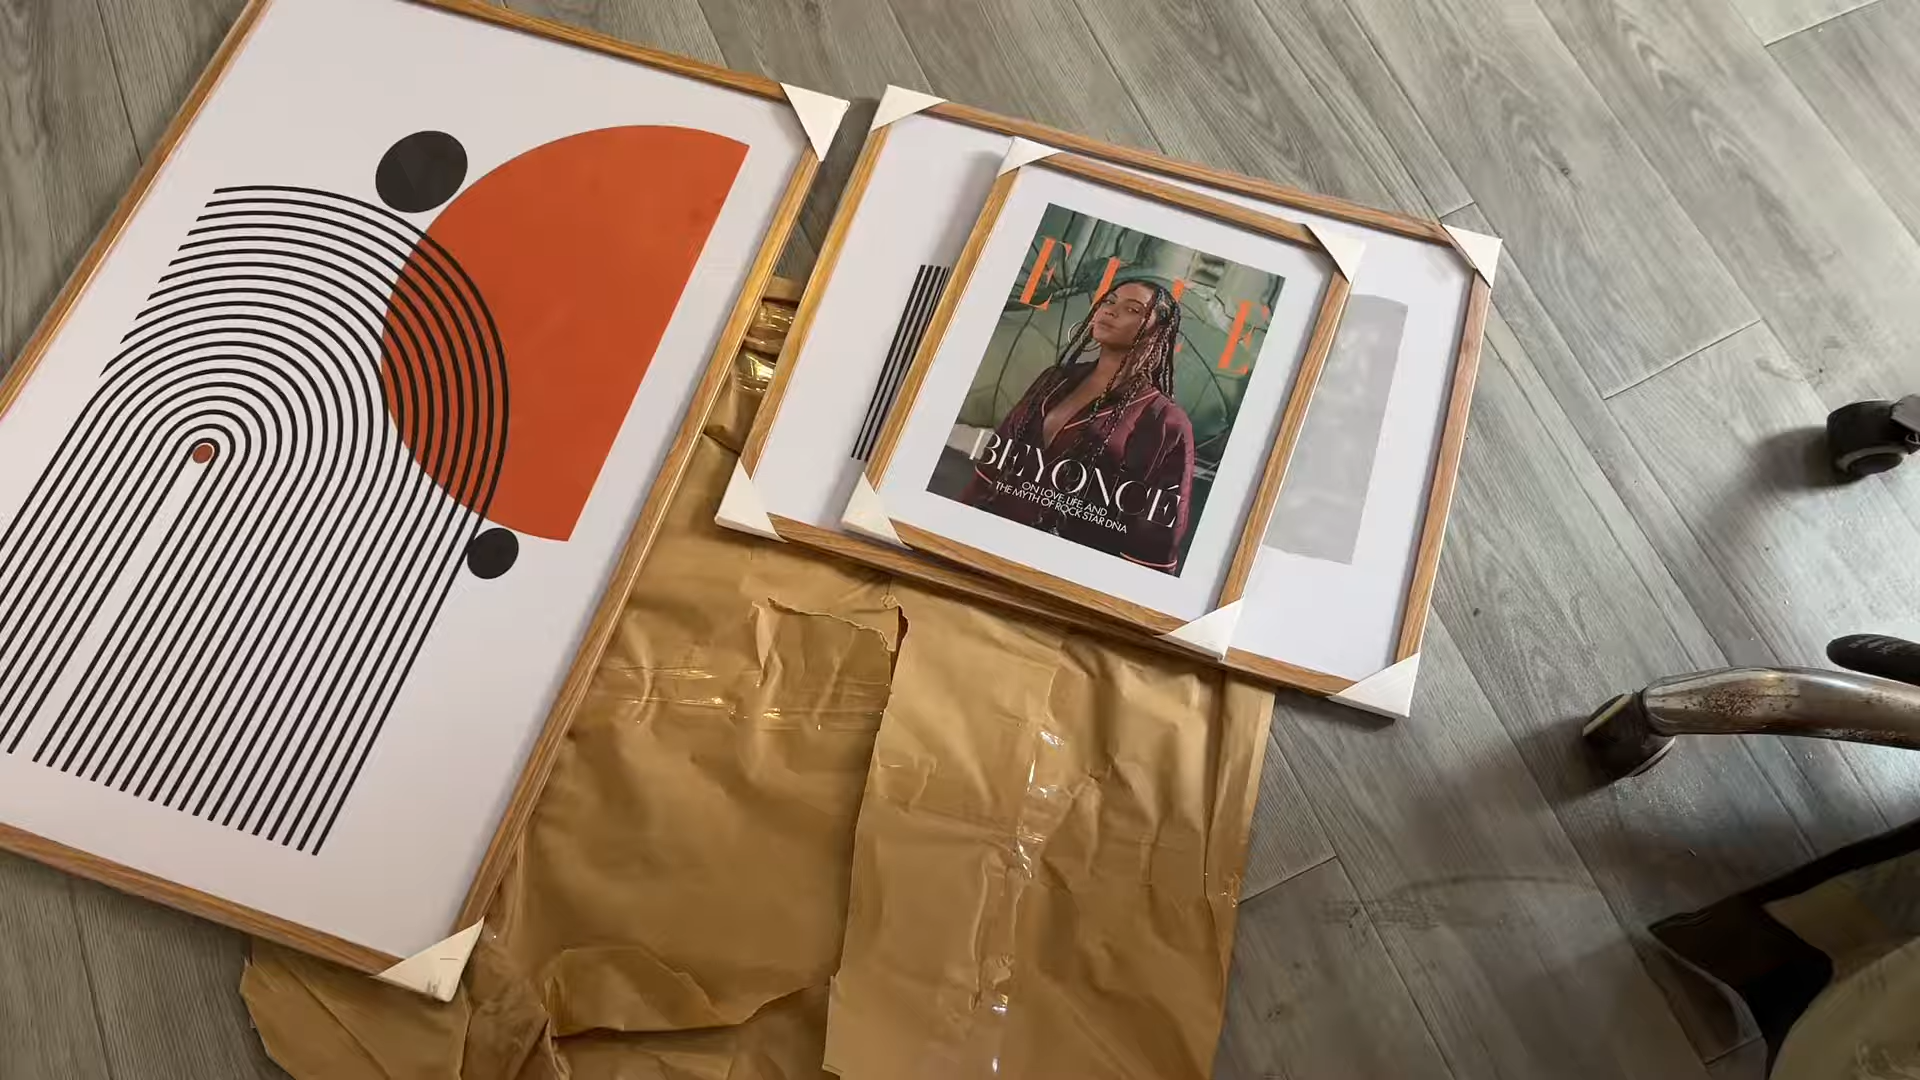 ELLE
BEYONCÉ
ON LOVE, LIFE, AND
THE MYTH OF ROCK STAR DNA